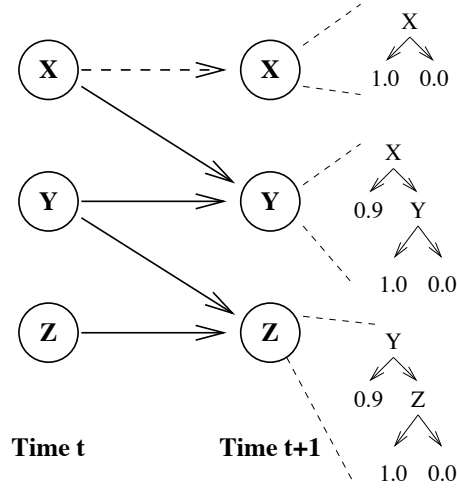 X X X
1.0 0.0
X
Y Y 0.9 Y
1.0 0.0
Z Z Y
0.9 Z
Time t Time t+1
1.0 0.0